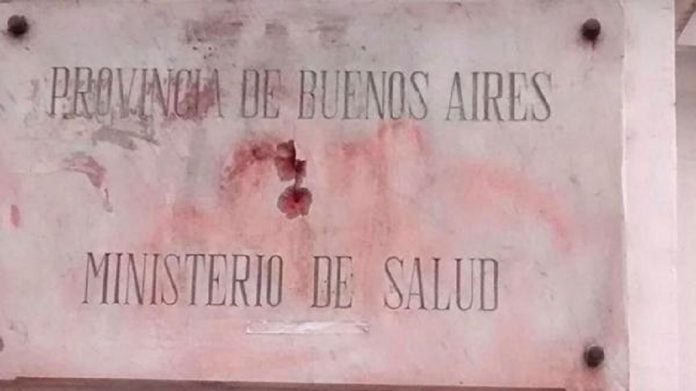 PROVINCIA DE BUENOS AIRES
MINISTERIO DE SALUD